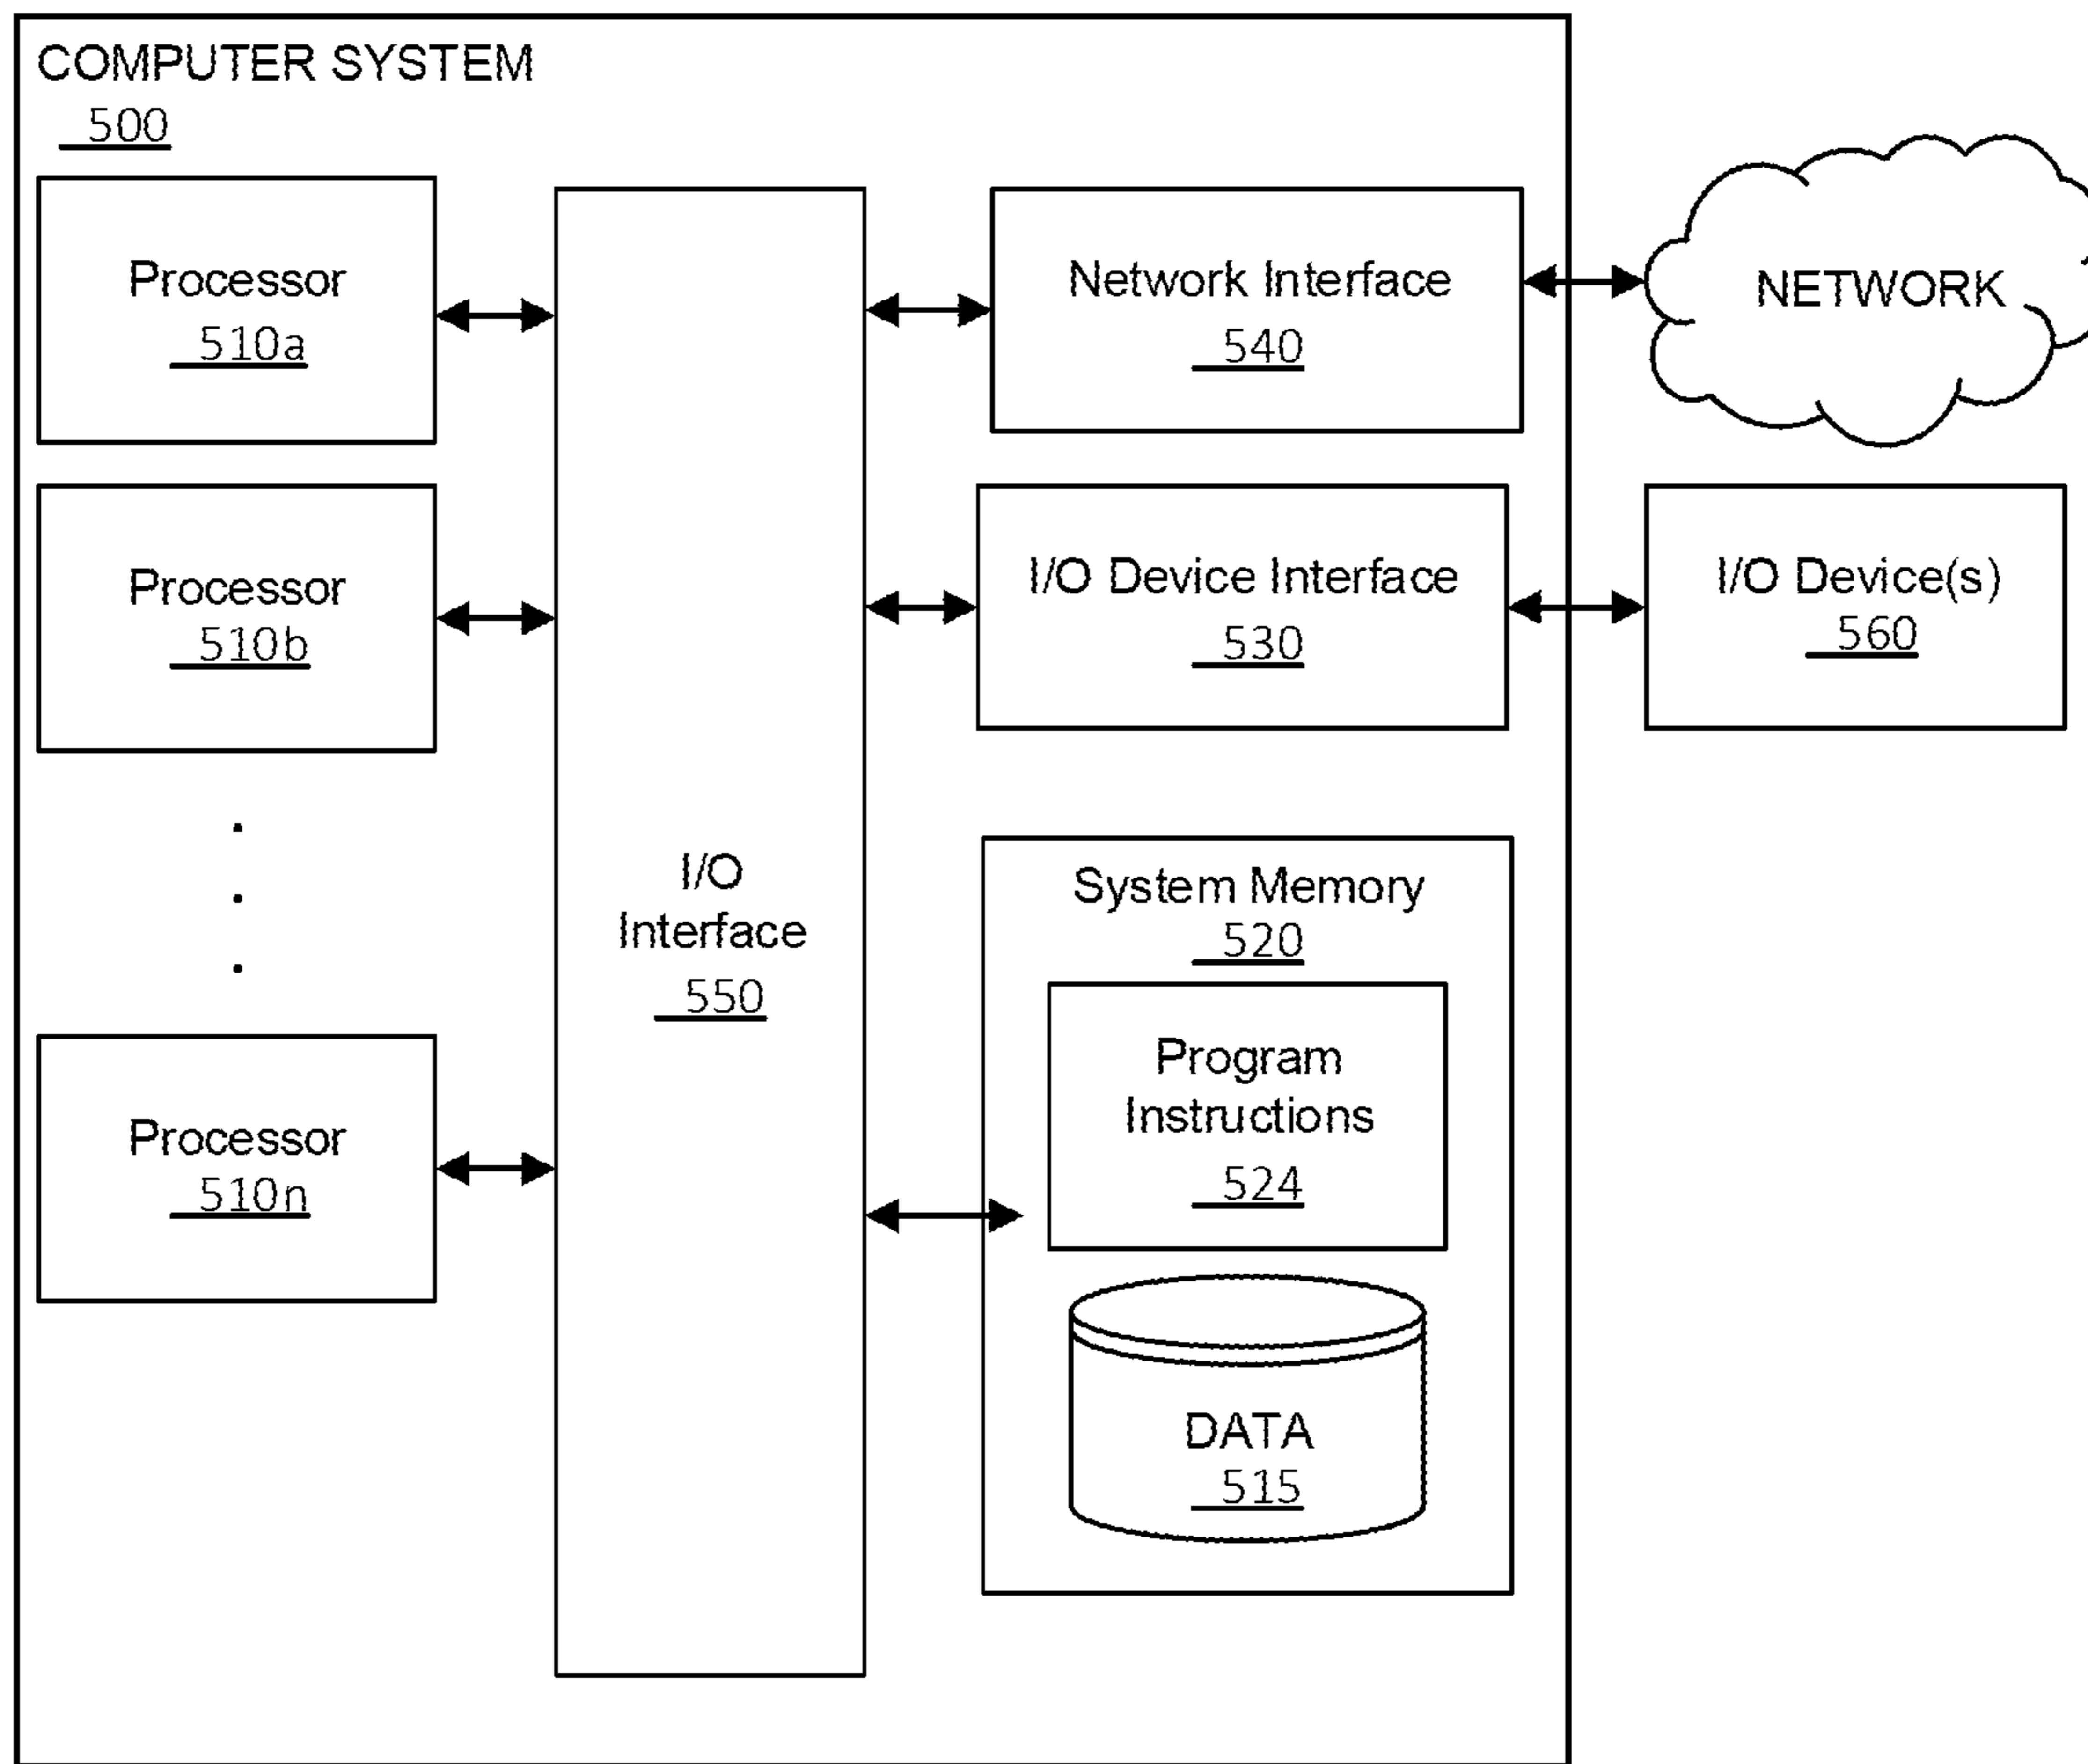 COMPUTER SYSTEM
500
Processor
510a
Processor
510b
Processor
510n
I/O
Interface
550
Network Interface
540
I/O Device Interface
530
System Memory
520
Program
Instructions
524
DATA
515
NETWORK
I/O Device(s)
560